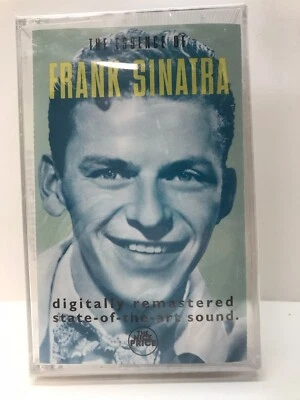 THE ESSENCE OF
FRANK SINATRA
digitally remastered
state-of-the-art sound.